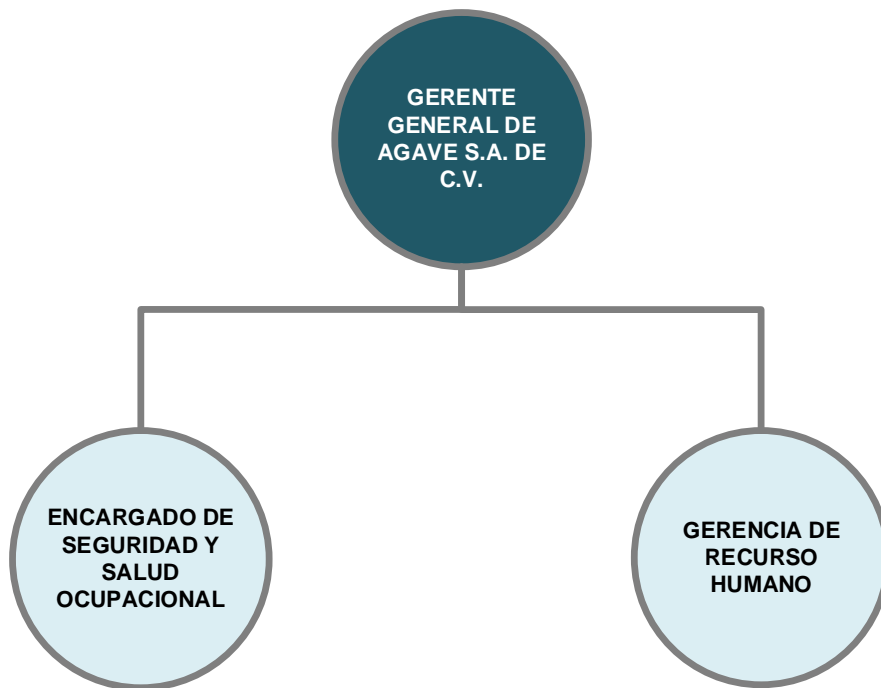 GERENTE
GENERAL DE
AGAVE S.A. DE
C.V.
ENCARGADO DE
SEGURIDAD Y
SALUD
OCUPACIONAL
GERENCIA DE
RECURSO
HUMANO